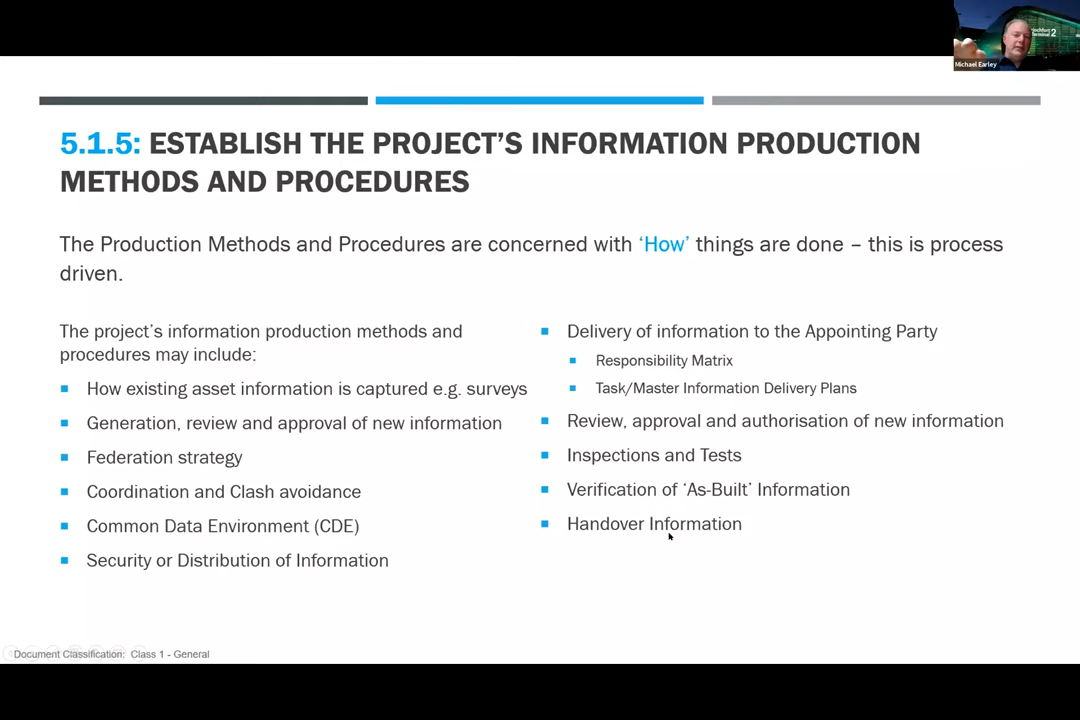 Terminal 2
Michael Earley
5.1.5: ESTABLISH THE PROJECT'S INFORMATION PRODUCTION
METHODS AND PROCEDURES
The Production Methods and Procedures are concerned with ‘How’ things are done – this is process
driven.
The project's information production methods and
procedures may include:
How existing asset information is captured e.g. surveys
Generation, review and approval of new information
Federation strategy
Coordination and Clash avoidance
Common Data Environment (CDE)
Security or Distribution of Information
Delivery of information to the Appointing Party
Responsibility Matrix
Task/Master Information Delivery Plans
Review, approval and authorisation of new information
Inspections and Tests
Verification of ‘As-Built’ Information
Handover Information
Document Classification: Class 1 - General